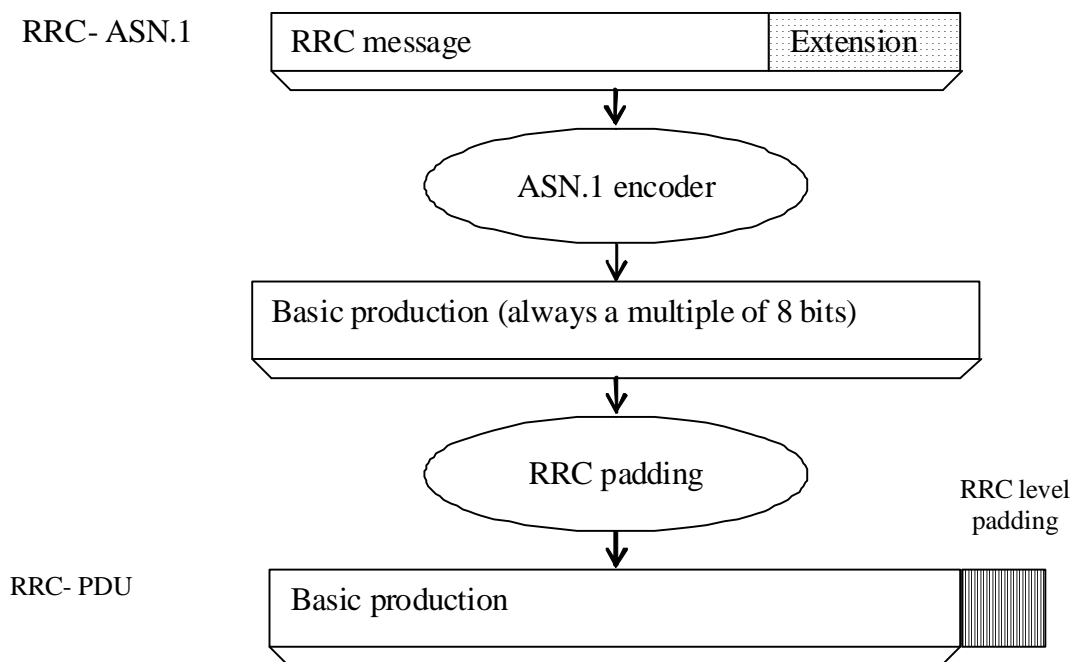 RRC- ASN.1
RRC message
Extension
ASN.1 encoder
Basic production (always a multiple of 8 bits)
RRC padding
RRC level
padding
RRC- PDU
Basic production